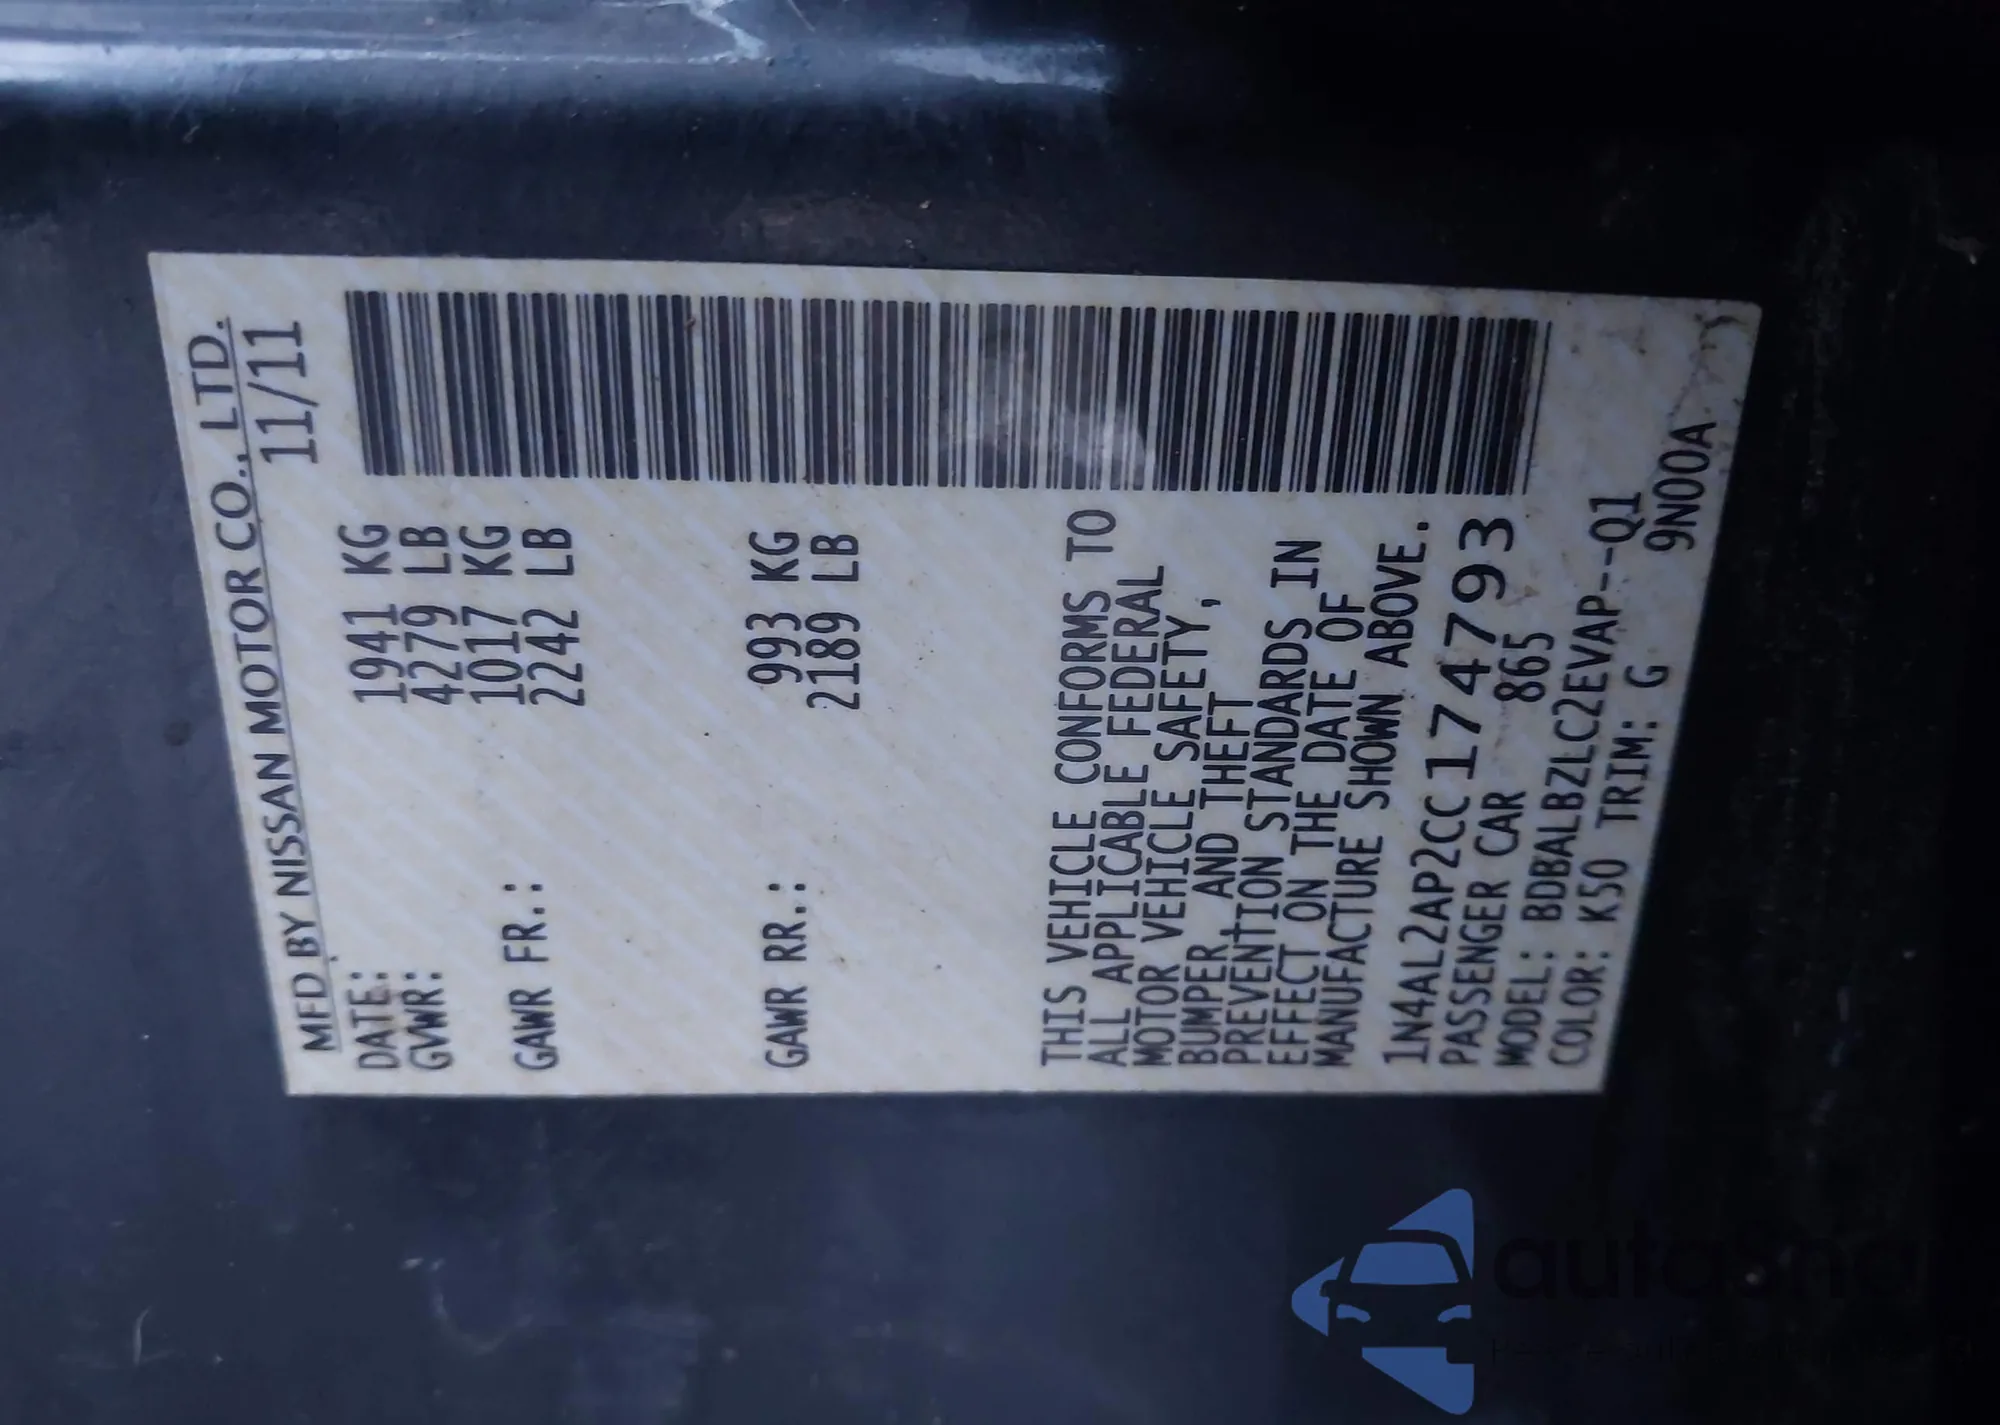 MFD BY NISSAN MOTOR CO., LTD.
DATE: 11/11
GVWR: 1941 KG
4279 LB
GAWR FR.: 1017 KG
2242 LB
GAWR RR.: 993 KG
2189 LB
THIS VEHICLE CONFORMS TO
ALL APPLICABLE FEDERAL
MOTOR VEHICLE SAFETY,
BUMPER, AND THEFT
PREVENTION STANDARDS IN
EFFECT ON THE DATE OF
MANUFACTURE SHOWN ABOVE.
1N4AL2AP2CC174793
PASSENGER CAR 865
MODEL: BDBALBZLC2EVAP--Q1
COLOR: K50 TRIM: G 9N00A